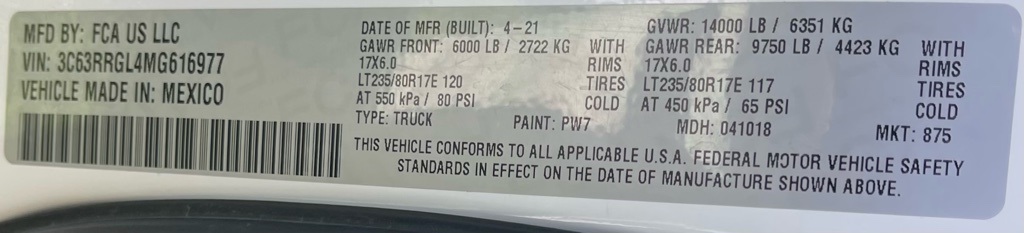 MFD BY: FCA US LLC
VIN: 3C63RRGL4MG616977
VEHICLE MADE IN: MEXICO
DATE OF MFR (BUILT): 4-21 GVWR: 14000 LB / 6351 KG
GAWR FRONT: 6000 LB / 2722 KG WITH GAWR REAR: 9750 LB / 4423 KG WITH
17X6.0 RIMS 17X6.0 RIMS
LT235/80R17E 120 TIRES LT235/80R17E 117 TIRES
AT 550 kPa / 80 PSI COLD AT 450 kPa / 65 PSI COLD
TYPE: TRUCK PAINT: PW7 MDH: 041018 MKT: 875
THIS VEHICLE CONFORMS TO ALL APPLICABLE U.S.A. FEDERAL MOTOR VEHICLE SAFETY
STANDARDS IN EFFECT ON THE DATE OF MANUFACTURE SHOWN ABOVE.